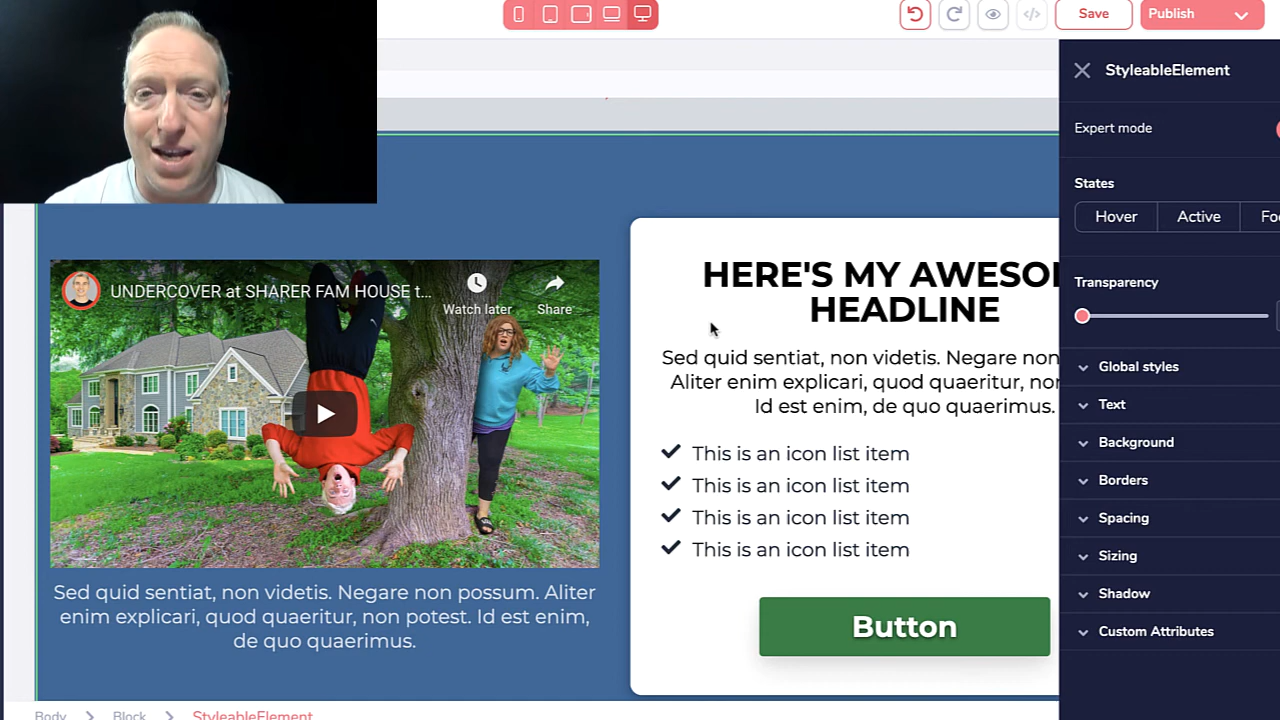 Save
Publish
StyleableElement
Expert mode
States
Hover
Active
Transparency
Global styles
Text
Background
Borders
Spacing
Sizing
Shadow
Custom Attributes
UNDERCOVER at SHARER FAM HOUSE t...
Watch later
Share
Sed quid sentiat, non videtis. Negare non possum. Aliter
enim explicari, quod quaeritur, non potest. Id est enim,
de quo quaerimus.
HERE'S MY
HEADLINE
Sed quid sentiat, non videtis. Negare non
Aliter enim explicari, quod quaeritur,
Id est enim, de quo quaerimus.
This is an icon list item
This is an icon list item
This is an icon list item
This is an icon list item
Button
Body
Block
StyleableElement